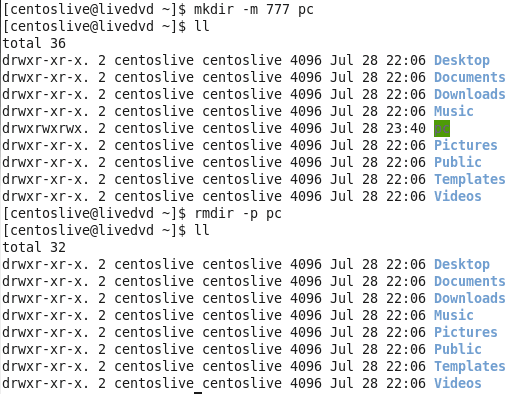 [centoslive@livedvd ~]$ mkdir -m 777 pc
[centoslive@livedvd ~]$ ll
total 36
drwxr-xr-x. 2 centoslive centoslive 4096 Jul 28 22:06 Desktop
drwxr-xr-x. 2 centoslive centoslive 4096 Jul 28 22:06 Documents
drwxr-xr-x. 2 centoslive centoslive 4096 Jul 28 22:06 Downloads
drwxr-xr-x. 2 centoslive centoslive 4096 Jul 28 22:06 Music
drwxrwxrwx. 2 centoslive centoslive 4096 Jul 28 23:40 pc
drwxr-xr-x. 2 centoslive centoslive 4096 Jul 28 22:06 Pictures
drwxr-xr-x. 2 centoslive centoslive 4096 Jul 28 22:06 Public
drwxr-xr-x. 2 centoslive centoslive 4096 Jul 28 22:06 Templates
drwxr-xr-x. 2 centoslive centoslive 4096 Jul 28 22:06 Videos
[centoslive@livedvd ~]$ rmdir -p pc
[centoslive@livedvd ~]$ ll
total 32
drwxr-xr-x. 2 centoslive centoslive 4096 Jul 28 22:06 Desktop
drwxr-xr-x. 2 centoslive centoslive 4096 Jul 28 22:06 Documents
drwxr-xr-x. 2 centoslive centoslive 4096 Jul 28 22:06 Downloads
drwxr-xr-x. 2 centoslive centoslive 4096 Jul 28 22:06 Music
drwxr-xr-x. 2 centoslive centoslive 4096 Jul 28 22:06 Pictures
drwxr-xr-x. 2 centoslive centoslive 4096 Jul 28 22:06 Public
drwxr-xr-x. 2 centoslive centoslive 4096 Jul 28 22:06 Templates
drwxr-xr-x. 2 centoslive centoslive 4096 Jul 28 22:06 Videos